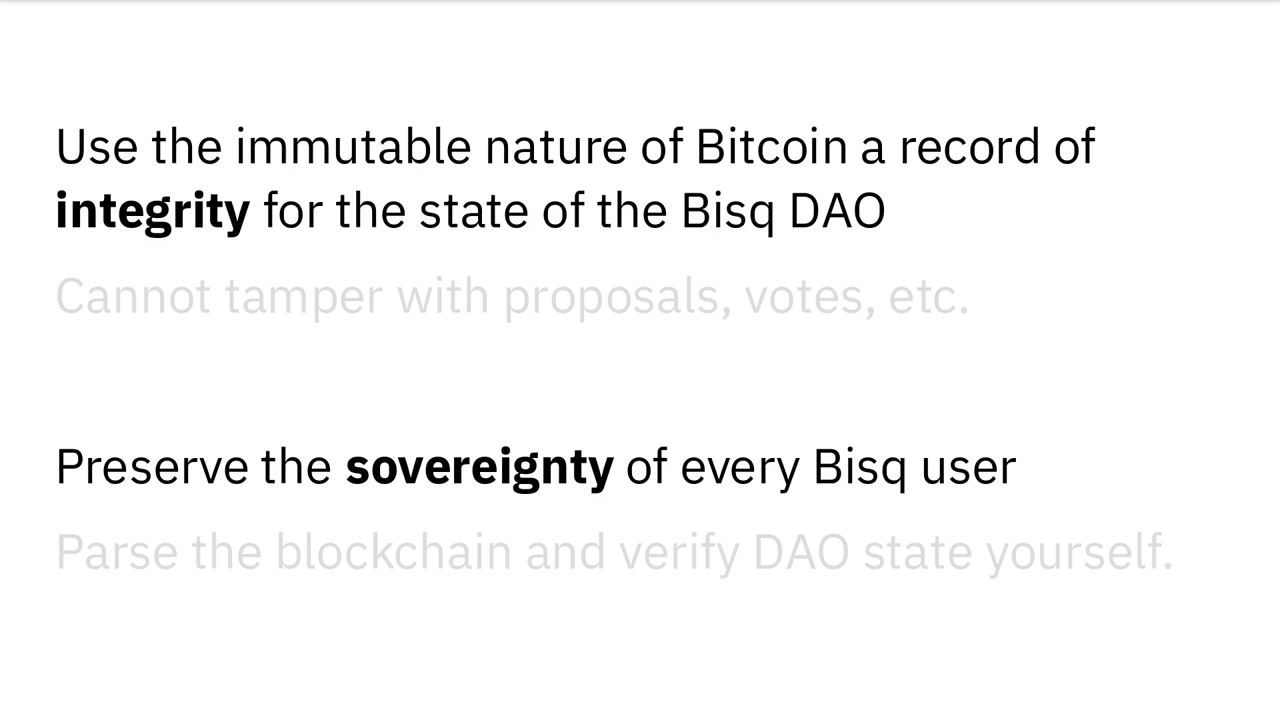 Use the immutable nature of Bitcoin a record of
integrity for the state of the Bisq DAO
Cannot tamper with proposals, votes, etc.
Preserve the sovereignty of every Bisq user
Parse the blockchain and verify DAO state yourself.